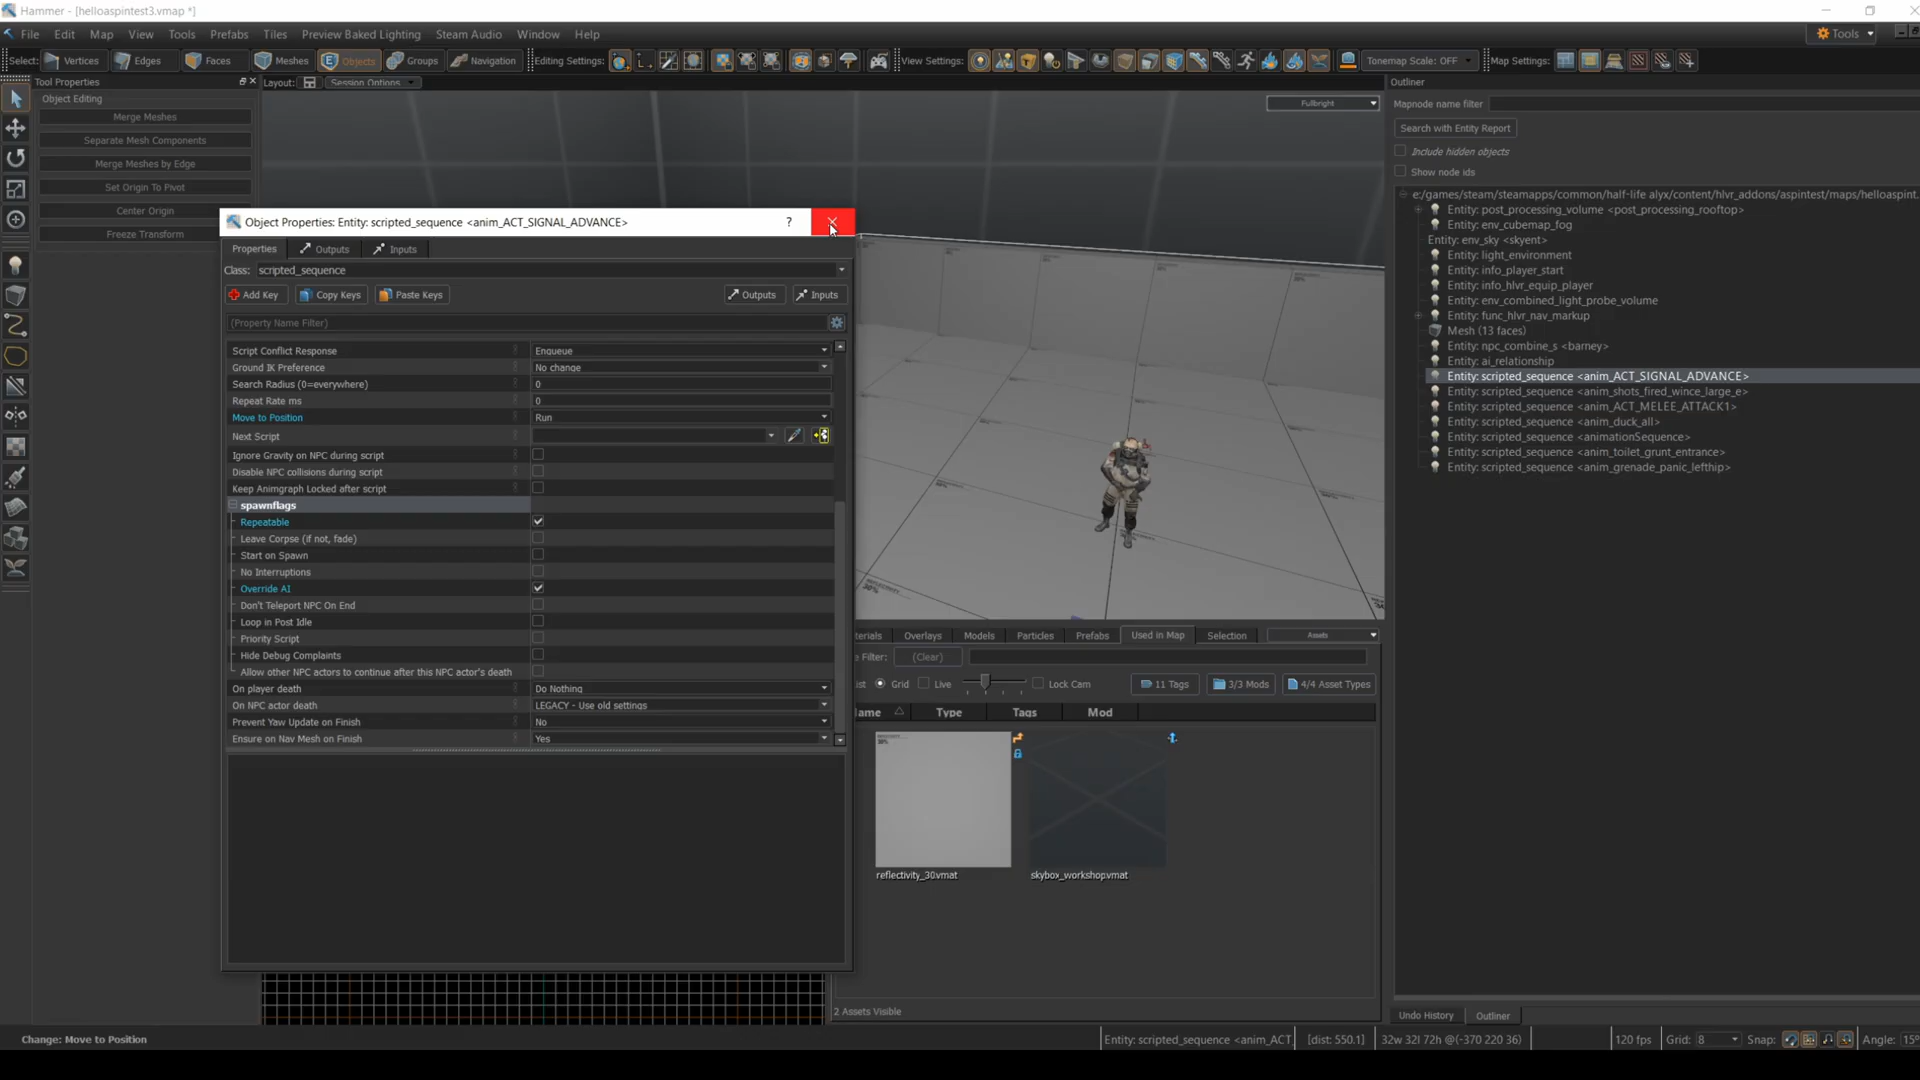 Hammer - [helloaspintest3.vmap *]
File Edit Map View Tools Prefabs Tiles Preview Baked Lighting Steam Audio Window Help
Tools
Select: Vertices Edges Faces Meshes Objects Groups Navigation Editing Settings: View Settings: Tonemap Scale: OFF Map Settings:
Tool Properties
Layout: Session Options
Object Editing
Merge Meshes
Separate Mesh Components
Merge Meshes by Edge
Set Origin To Pivot
Center Origin
Freeze Transform
Fullbright
Object Properties: Entity: scripted_sequence <anim_ACT_SIGNAL_ADVANCE>
?
Properties Outputs Inputs
Class: scripted_sequence
Add Key Copy Keys Paste Keys Outputs Inputs
(Property Name Filter)
Script Conflict Response Enqueue
Ground IK Preference No change
Search Radius (0=everywhere) 0
Repeat Rate ms 0
Move to Position Run
Next Script
Ignore Gravity on NPC during script
Disable NPC collisions during script
Keep Animgraph Locked after script
spawnflags
Repeatable
Leave Corpse (if not, fade)
Start on Spawn
No Interruptions
Override AI
Don't Teleport NPC On End
Loop in Post Idle
Priority Script
Hide Debug Complaints
Allow other NPC actors to continue after this NPC actor's death
On player death Do Nothing
On NPC actor death LEGACY - Use old settings
Prevent Yaw Update on Finish No
Ensure on Nav Mesh on Finish Yes
terials Overlays Models Particles Prefabs Used in Map Selection Assets
e Filter: (Clear)
ist Grid Live Lock Cam 11 Tags 3/3 Mods 4/4 Asset Types
lame Type Tags Mod
reflectivity_30.vmat
skybox_workshop.vmat
2 Assets Visible
Outliner
Mapnode name filter
Search with Entity Report
Include hidden objects
Show node ids
e:/games/steam/steamapps/common/half-life alyx/content/hlvr_addons/aspintest/maps/helloaspint.
Entity: post_processing_volume <post_processing_rooftop>
Entity: env_cubemap_fog
Entity: env_sky <skyent>
Entity: light_environment
Entity: info_player_start
Entity: info_hlvr_equip_player
Entity: env_combined_light_probe_volume
Entity: func_hlvr_nav_markup
Mesh (13 faces)
Entity: npc_combine_s <barney>
Entity: ai_relationship
Entity: scripted_sequence <anim_ACT_SIGNAL_ADVANCE>
Entity: scripted_sequence <anim_shots_fired_wince_large_e>
Entity: scripted_sequence <anim_ACT_MELEE_ATTACK1>
Entity: scripted_sequence <anim_duck_all>
Entity: scripted_sequence <animationSequence>
Entity: scripted_sequence <anim_toilet_grunt_entrance>
Entity: scripted_sequence <anim_grenade_panic_lefthip>
Undo History Outliner
Change: Move to Position
Entity: scripted_sequence <anim_ACT_ [dist: 550.1] 32w 32l 72h @(-370 220 36) 120 fps Grid: 8 Snap: Angle: 15°